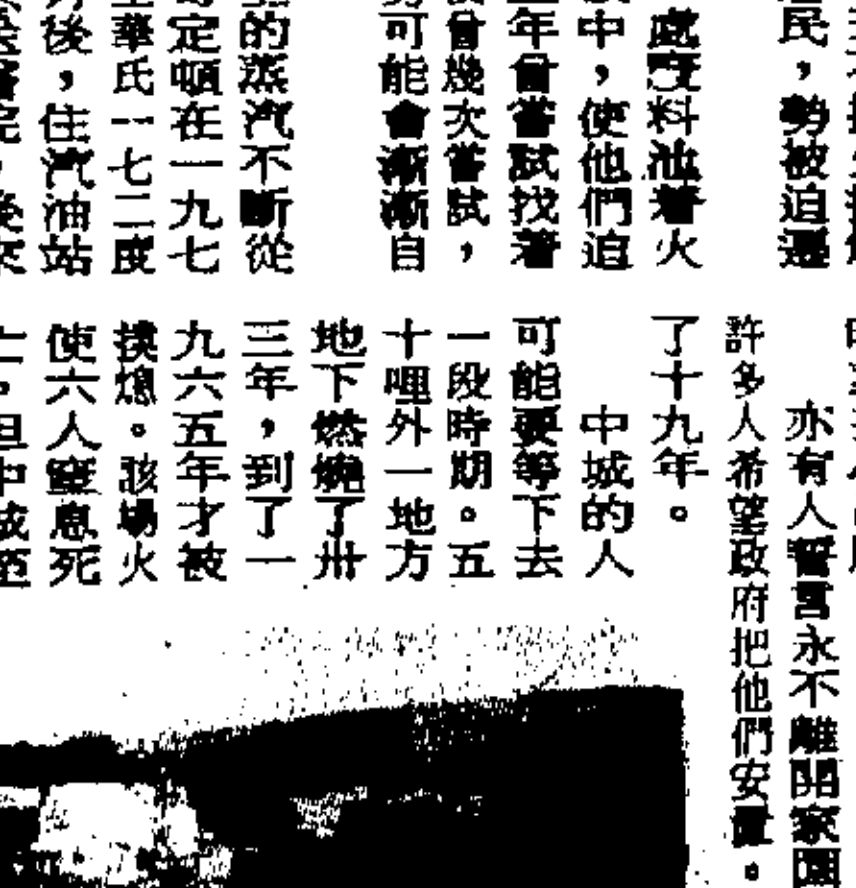 民，勢被迫遷
處廢料池着火
中，使他們迫
年曾嘗試找著
曾幾次嘗試，
可能會漸漸自
的蒸汽不斷從
定頓在一九七
華氏一七二度
後，住汽油站
亦有人誓言永不離開家園
許多人希望政府把他們安置。
了十九年。
中城的人
可能要等下去
一段時期。五
十哩外一地方
地下燃燒了卅
三年，到了一
九六五年才被
撲熄。該場火
使六人窒息死